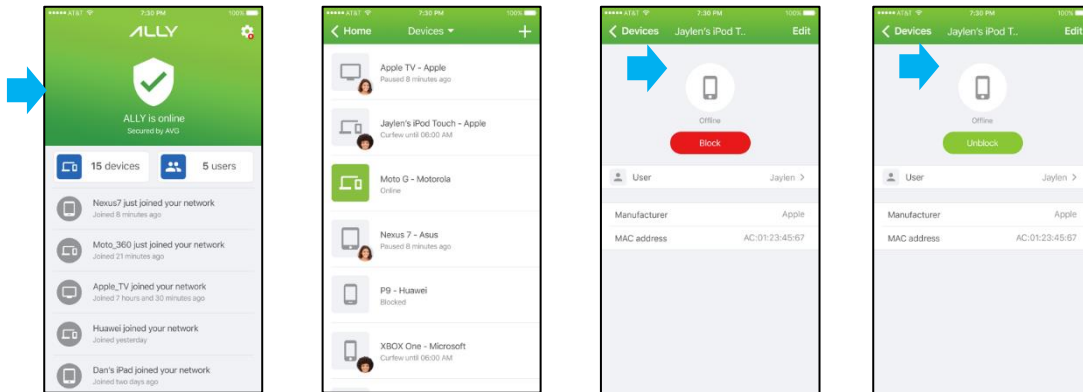 AT&T 7:30 PM 100%
ALLY
ALLY is online
Secured by AVG
15 devices
5 users
Nexus7 just joined your network
Joined 8 minutes ago
Moto_360 just joined your network
Joined 21 minutes ago
Apple_TV joined your network
Joined 7 hours and 30 minutes ago
Huawei joined your network
Joined yesterday
Dan's iPad joined your network
Joined two days ago
AT&T 7:30 PM 100%
Home Devices
Apple TV - Apple
Paused 8 minutes ago
Jaylen's iPod Touch - Apple
Curfew until 06:00 AM
Moto G - Motorola
Online
Nexus 7 - Asus
Paused 8 minutes ago
P9 - Huawei
Blocked
XBOX One - Microsoft
Curfew until 06:00 AM
AT&T 7:30 PM 100%
Devices Jaylen's iPod T.. Edit
Offline
Block
User Jaylen
Manufacturer Apple
MAC address AC:01:23:45:67
AT&T 7:30 PM 100%
Devices Jaylen's iPod T.. Edit
Offline
Unblock
User Jaylen
Manufacturer Apple
MAC address AC:01:23:45:67